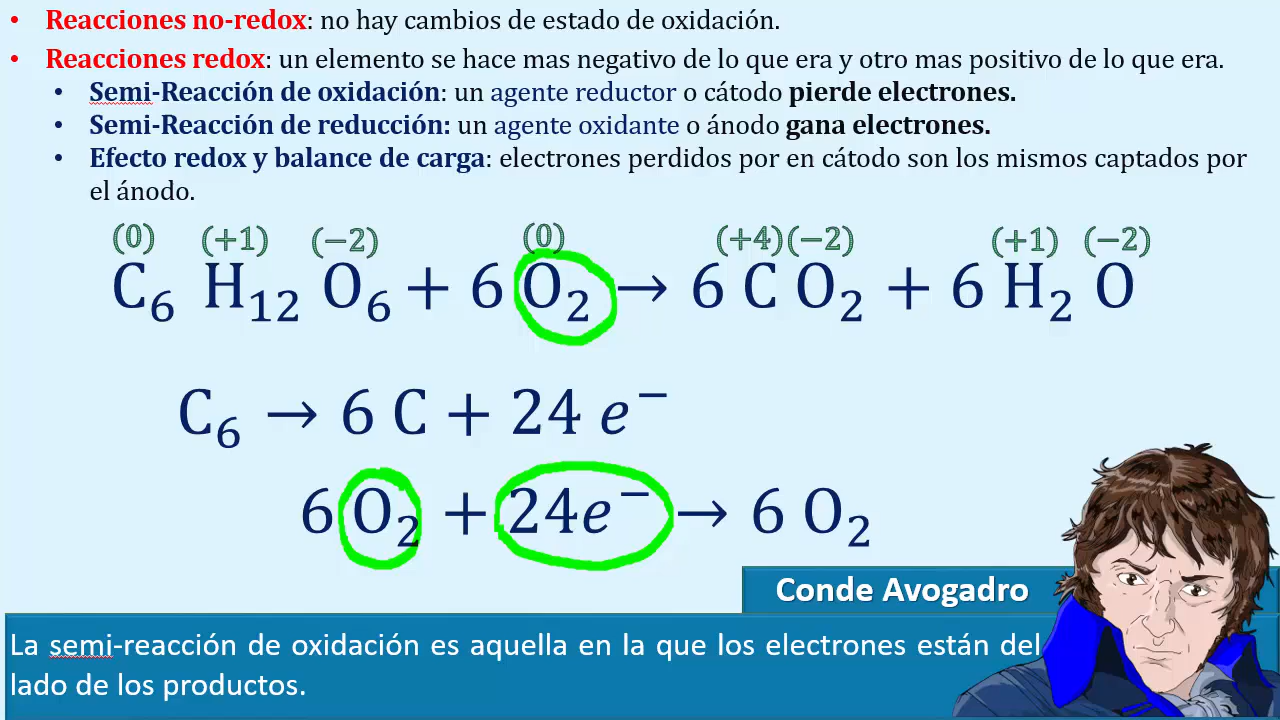 • Reacciones no-redox: no hay cambios de estado de oxidación.
• Reacciones redox: un elemento se hace mas negativo de lo que era y otro mas positivo de lo que era.
• Semi-Reacción de oxidación: un agente reductor o cátodo pierde electrones.
• Semi-Reacción de reducción: un agente oxidante o ánodo gana electrones.
• Efecto redox y balance de carga: electrones perdidos por en cátodo son los mismos captados por
el ánodo.
(0) (+1) (−2) (0) (+4) (−2) (+1) (−2)
C₆ H₁₂ O₆ + 6 O₂ → 6 C O₂ + 6 H₂ O
C₆ → 6 C + 24 e⁻
6 O₂ + 24e⁻ → 6 O₂
Conde Avogadro
La semi-reacción de oxidación es aquella en la que los electrones están del
lado de los productos.